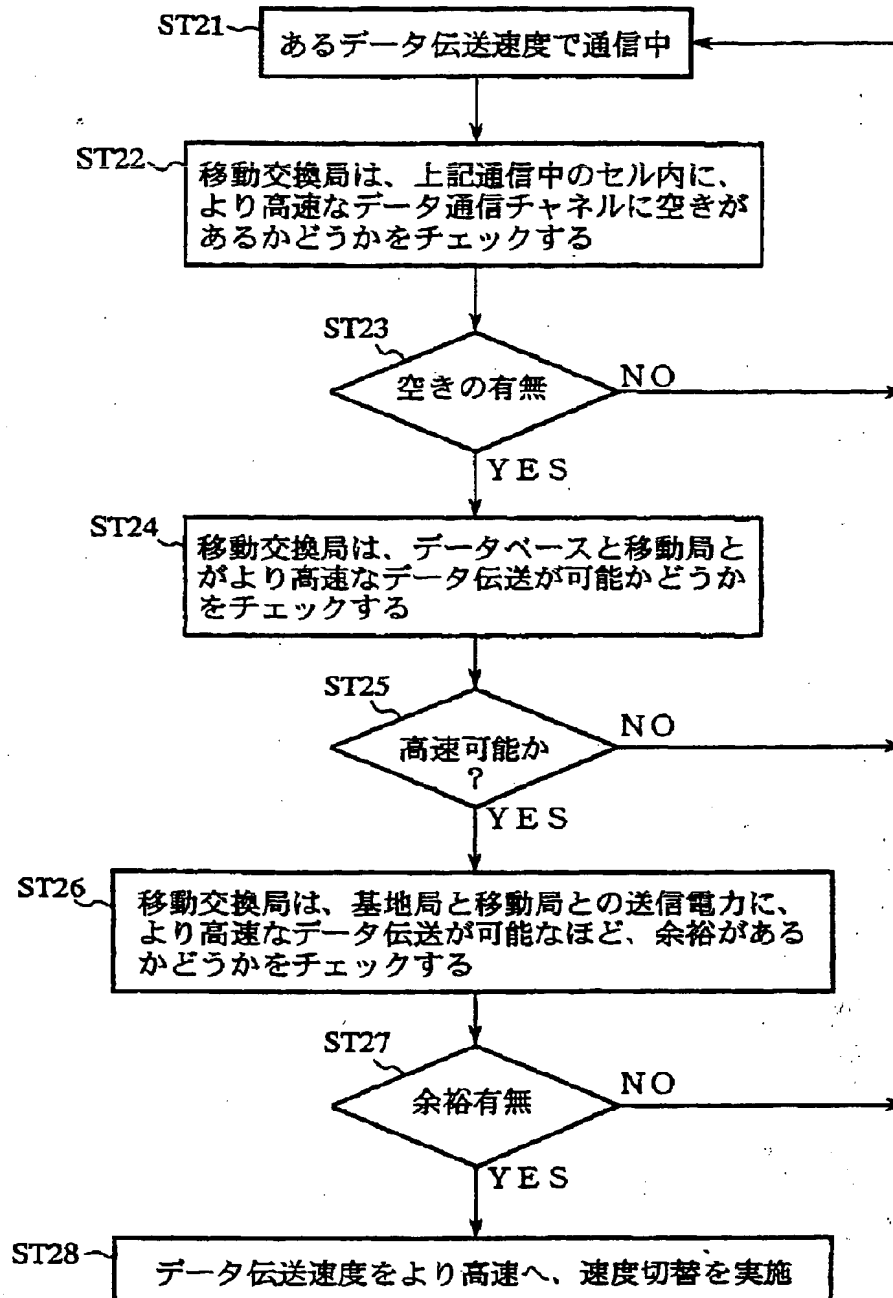 ST21
あるデータ伝送速度で通信中
ST22
移動交換局は、上記通信中のセル内に、
より高速なデータ通信チャネルに空きが
あるかどうかをチェックする
ST23
空きの有無
NO
YES
ST24
移動交換局は、データベースと移動局と
がより高速なデータ伝送が可能かどうか
をチェックする
ST25
高速可能か
?
NO
YES
ST26
移動交換局は、基地局と移動局との送信電力に、
より高速なデータ伝送が可能なほど、余裕がある
かどうかをチェックする
ST27
余裕有無
NO
YES
ST28
データ伝送速度をより高速へ、速度切替を実施